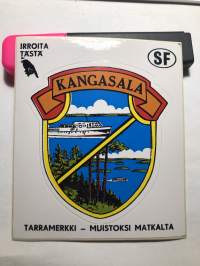 IRROITA
TÄSTÄ
SF
KANGASALA
TARRAMERKKI – MUISTOKSI MATKALTA